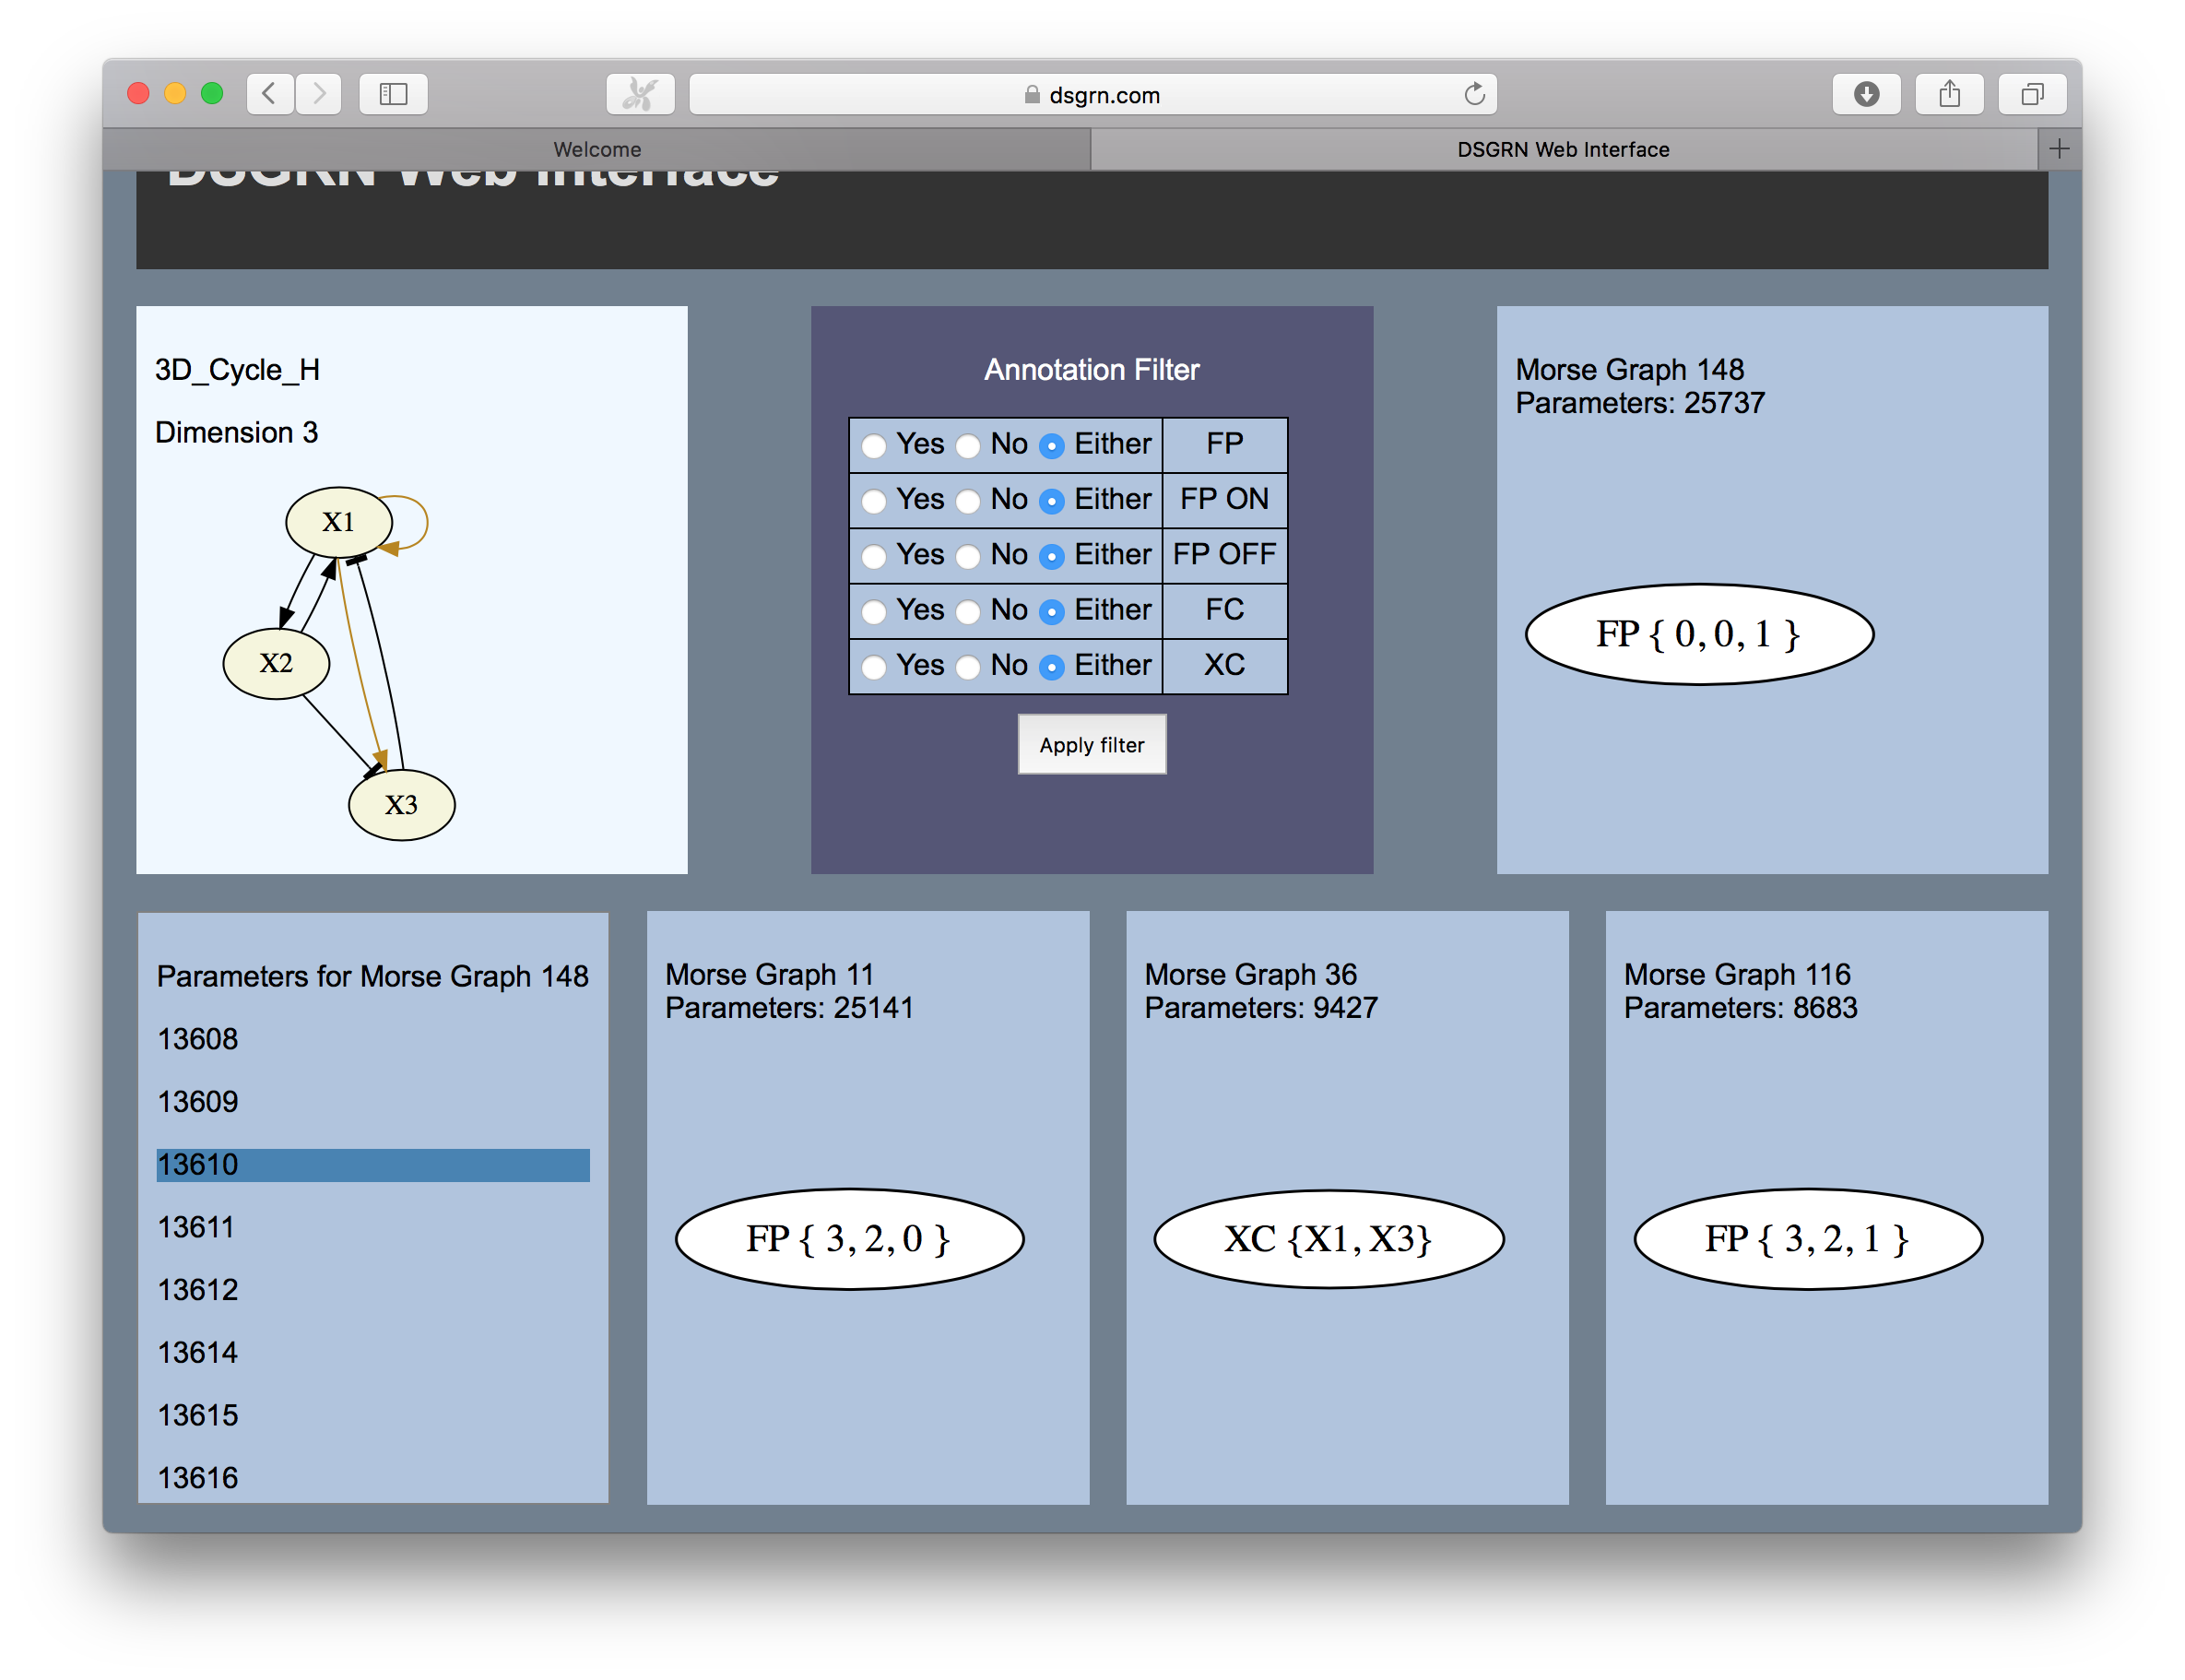 dsgrn.com
Welcome
DSGRN Web Interface
DSGRN Web Interface
3D_Cycle_H
Dimension 3
X1
X2
X3
Annotation Filter
Yes No Either FP
Yes No Either FP ON
Yes No Either FP OFF
Yes No Either FC
Yes No Either XC
Apply filter
Morse Graph 148
Parameters: 25737
FP { 0, 0, 1 }
Parameters for Morse Graph 148
13608
13609
13610
13611
13612
13614
13615
13616
Morse Graph 11
Parameters: 25141
FP { 3, 2, 0 }
Morse Graph 36
Parameters: 9427
XC {X1, X3}
Morse Graph 116
Parameters: 8683
FP { 3, 2, 1 }